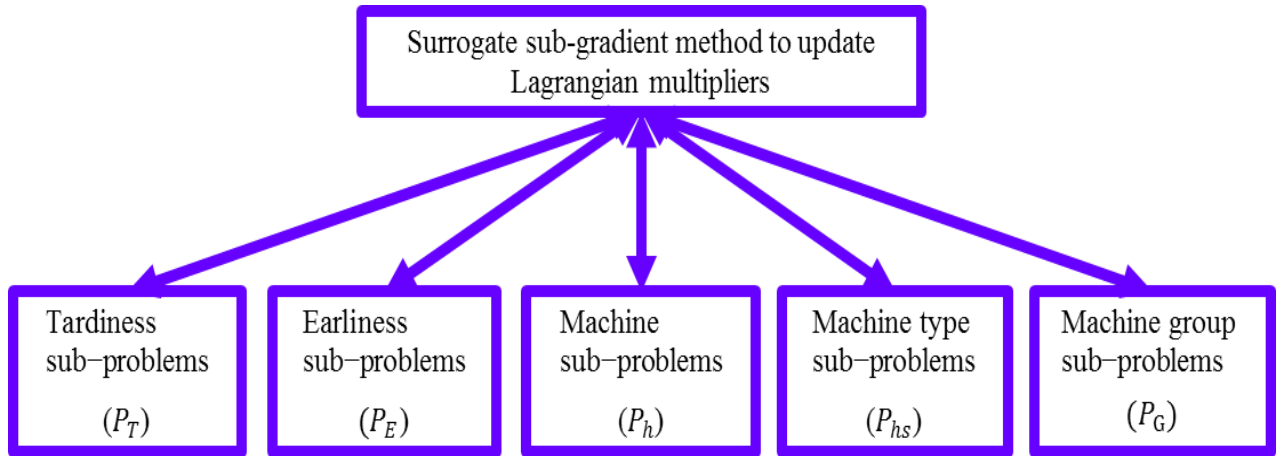 Surrogate sub-gradient method to update
Lagrangian multipliers
Tardiness
sub−problems
(P_T)
Earliness
sub−problems
(P_E)
Machine
sub−problems
(P_h)
Machine type
sub−problems
(P_hs)
Machine group
sub−problems
(P_G)